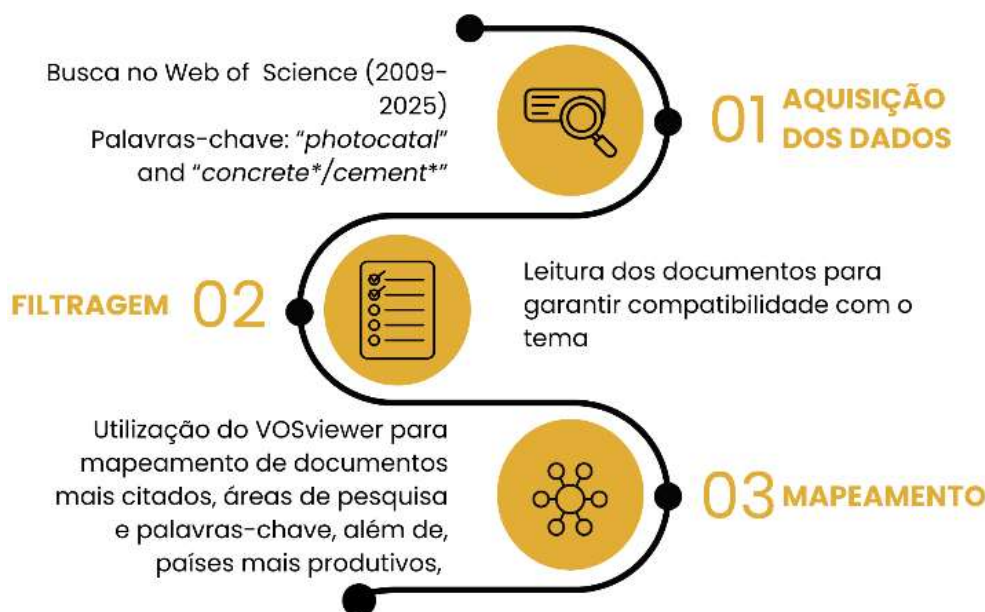 Busca no Web of Science (2009-
2025)
Palavras-chave: “photocatal”
and “concrete*/cement*”
01 AQUISIÇÃO
DOS DADOS
FILTRAGEM 02
Leitura dos documentos para
garantir compatibilidade com o
tema
Utilização do VOSviewer para
mapeamento de documentos
mais citados, áreas de pesquisa
e palavras-chave, além de,
países mais produtivos,
03 MAPEAMENTO